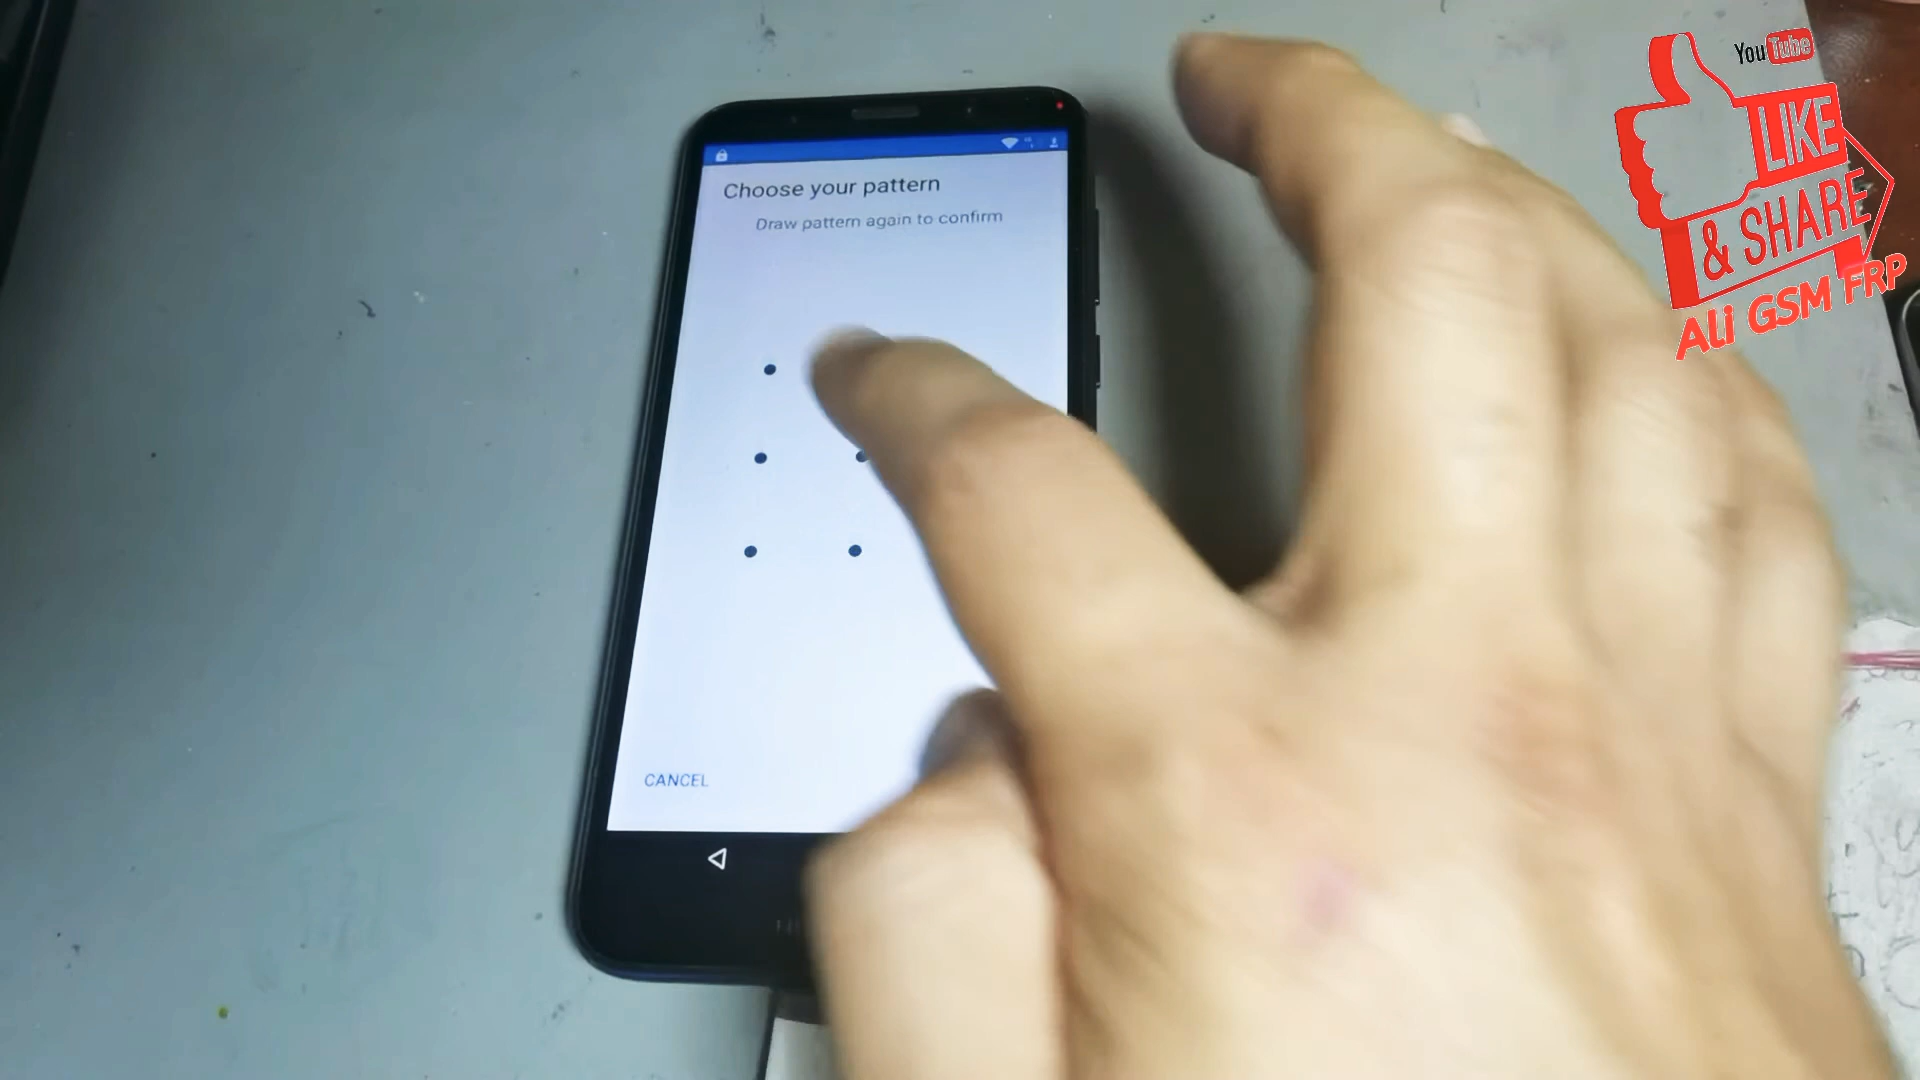 Choose your pattern
Draw pattern again to confirm
CANCEL
YouTube
LIKE
& SHARE
Ali GSM FRP